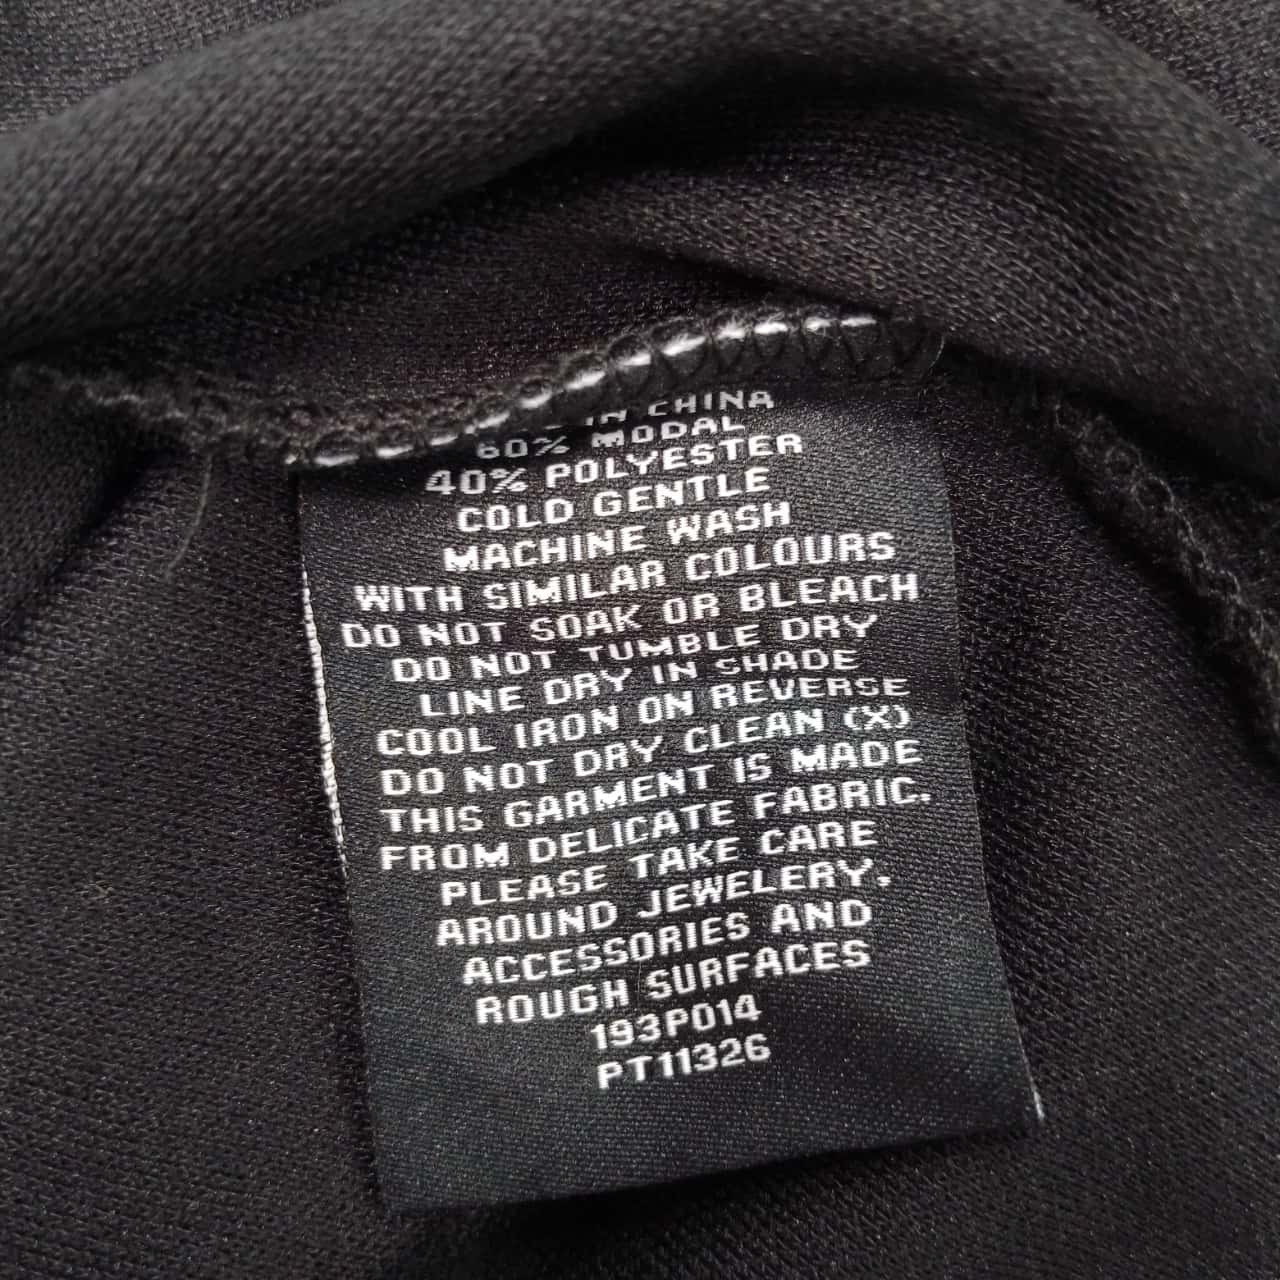 IN CHINA
60% MODAL
40% POLYESTER
COLD GENTLE
MACHINE WASH
WITH SIMILAR COLOURS
DO NOT SOAK OR BLEACH
DO NOT TUMBLE DRY
LINE DRY IN SHADE
COOL IRON ON REVERSE
DO NOT DRY CLEAN (X)
THIS GARMENT IS MADE
FROM DELICATE FABRIC.
PLEASE TAKE CARE
AROUND JEWELERY,
ACCESSORIES AND
ROUGH SURFACES
193P014
PT11326